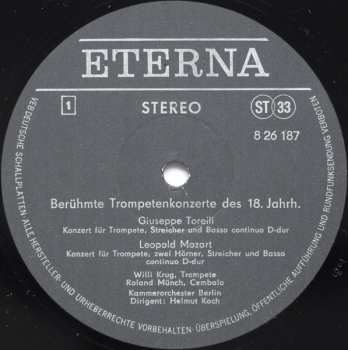 ETERNA
1
STEREO
ST 33
8 26 187
Berühmte Trompetenkonzerte des 18. Jahrh.
Giuseppe Torelli
Konzert für Trompete, Streicher und Basso continuo D-dur
Leopold Mozart
Konzert für Trompete, zwei Hörner, Streicher und Basso
continuo D-dur
Willi Krug, Trompete
Roland Münch, Cembalo
Kammerorchester Berlin
Dirigent: Helmut Koch
VEB DEUTSCHE SCHALLPLATTEN · ALLE HERSTELLER- UND URHEBERRECHTE VORBEHALTEN · ÜBERSPIELUNG, ÖFFENTLICHE AUFFÜHRUNG UND RUNDFUNKSENDUNG VERBOTEN